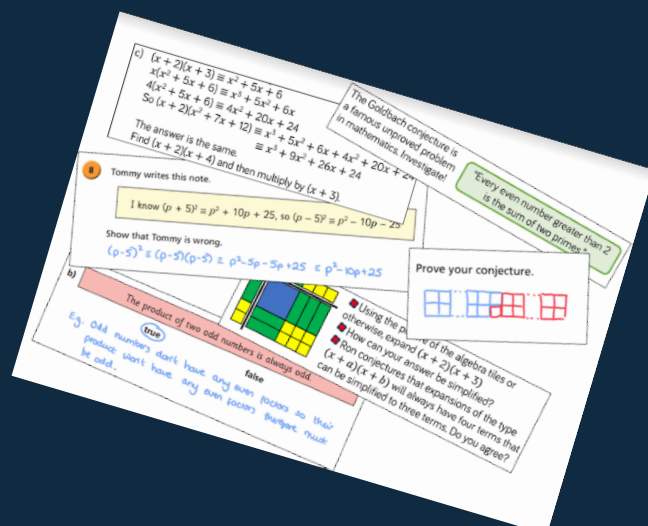 c) (x + 2)(x + 3) ≡ x² + 5x + 6
x(x² + 5x + 6) ≡ x³ + 5x² + 6x
4(x² + 5x + 6) ≡ 4x² + 20x + 24
So (x + 2)(x² + 7x + 12) ≡ x³ + 5x² + 6x + 4x² + 20x + 24
≡ x³ + 9x² + 26x + 24
The answer is the same.
Find (x + 2)(x + 4) and then multiply by (x + 3).
The Goldbach conjecture is
a famous unproved problem
in mathematics. Investigate!
"Every even number greater than 2
is the sum of two primes."
8
Tommy writes this note.
I know (p + 5)² ≡ p² + 10p + 25, so (p − 5)² ≡ p² − 10p − 25
Show that Tommy is wrong.
(p-5)² ≡ (p-5)(p-5) ≡ p²-5p-5p+25 ≡ p²-10p+25
Prove your conjecture.
b)
The product of two odd numbers is always odd.
true
false
Eg. Odd numbers don't have any even factors so their
product won't have any even factors therefore must
be odd.
Using the of the algebra tiles or
otherwise, expand (x + 2)(x + 3)
How can your answer be simplified?
Ron conjectures that expansions of the type
(x + a)(x + b) will always have four terms that
can be simplified to three terms. Do you agree?